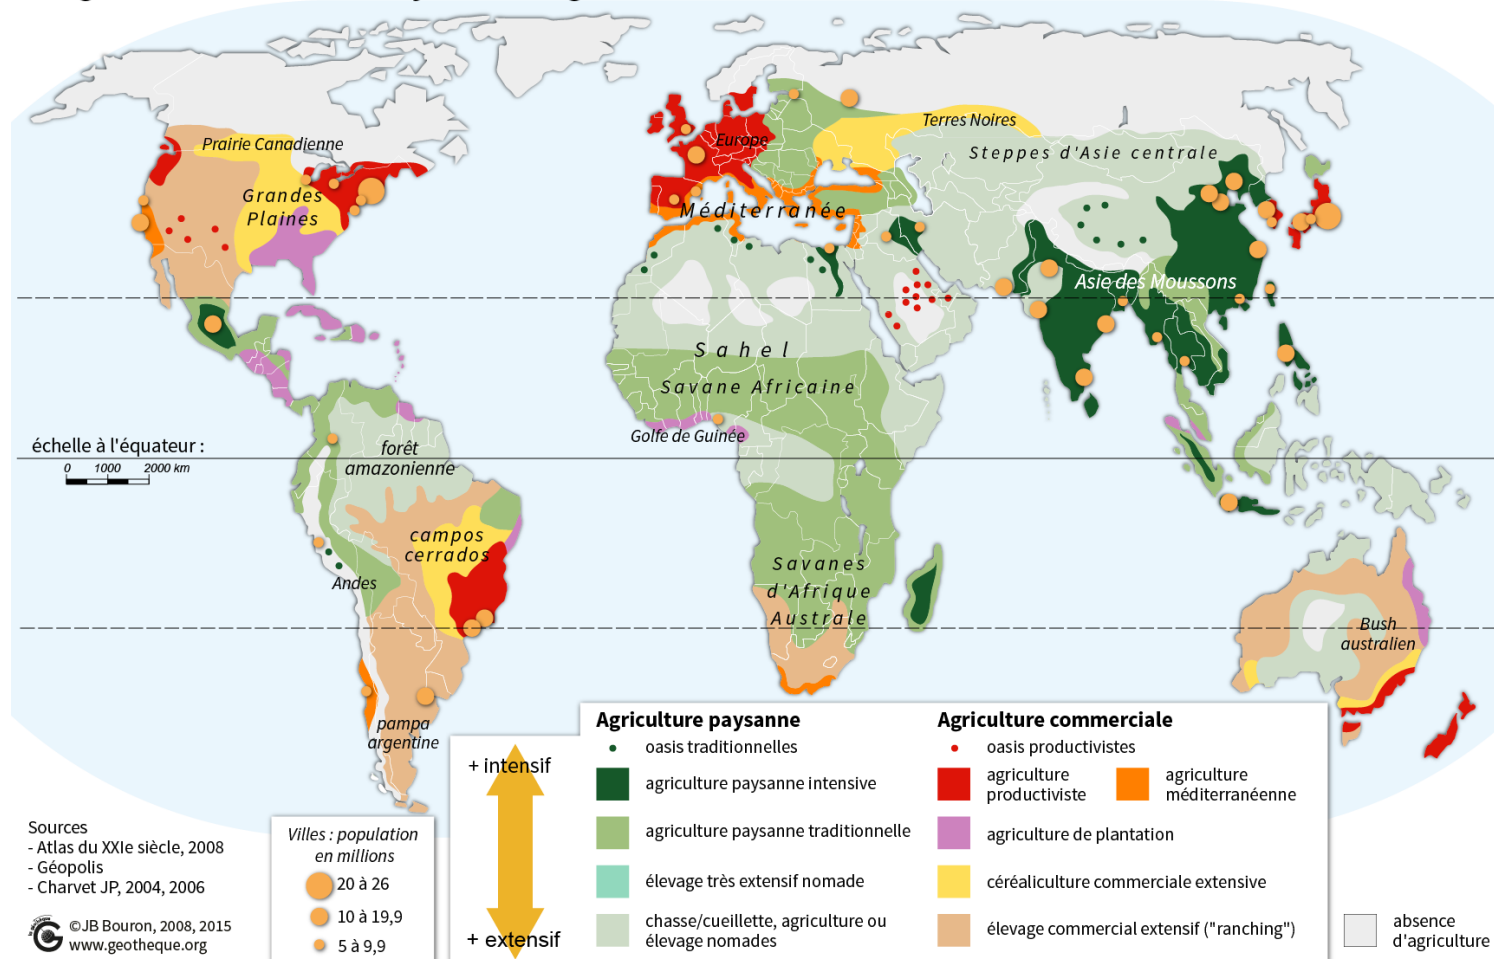 Prairie Canadienne
Grandes
Plaines
Europe
Terres Noires
Steppes d'Asie centrale
Méditerranée
Asie des Moussons
Sahel
Savane Africaine
Golfe de Guinée
échelle à l'équateur :
0 1000 2000 km
forêt
amazonienne
campos
cerrados
Andes
Savanes
d'Afrique
Australe
Bush
australien
pampa
argentine
+ intensif
+ extensif
Agriculture paysanne
oasis traditionnelles
agriculture paysanne intensive
agriculture paysanne traditionnelle
élevage très extensif nomade
chasse/cueillette, agriculture ou
élevage nomades
Agriculture commerciale
oasis productivistes
agriculture
productiviste
agriculture
méditerranéenne
agriculture de plantation
céréaliculture commerciale extensive
élevage commercial extensif ("ranching")
absence
d'agriculture
Sources
- Atlas du XXIe siècle, 2008
- Géopolis
- Charvet JP, 2004, 2006
©JB Bouron, 2008, 2015
www.geotheque.org
Villes : population
en millions
20 à 26
10 à 19,9
5 à 9,9